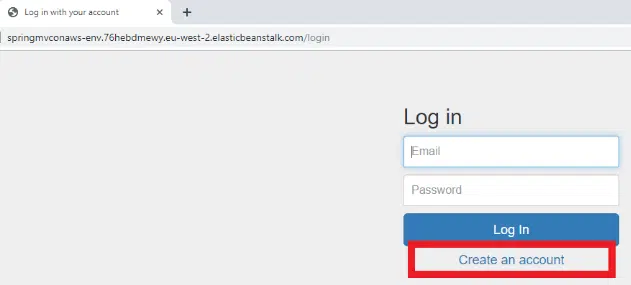 Log in with your account
springmvconaws-env.76hebdmewy.eu-west-2.elasticbeanstalk.com/login
Log in
Email
Password
Log In
Create an account